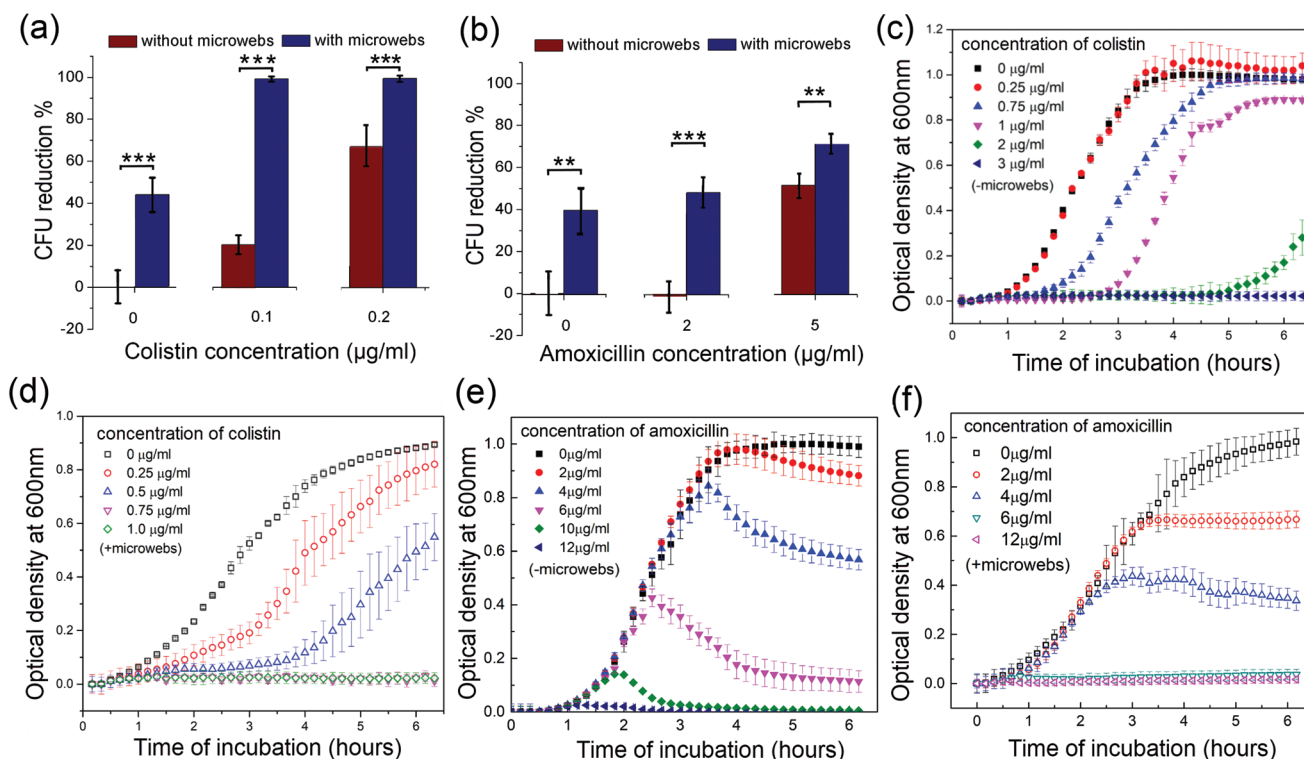 (a)
without microwebs with microwebs
***
***
***
100
80
60
40
20
0
-20
CFU reduction %
0 0.1 0.2
Colistin concentration (µg/ml)
(b)
without microwebs with microwebs
**
***
**
100
80
60
40
20
0
-20
CFU reduction %
0 2 5
Amoxicillin concentration (µg/ml)
(c)
concentration of colistin
0 µg/ml
0.25 µg/ml
0.75 µg/ml
1 µg/ml
2 µg/ml
3 µg/ml
(-microwebs)
1.2
1.0
0.8
0.6
0.4
0.2
0.0
Optical density at 600nm
0 1 2 3 4 5 6
Time of incubation (hours)
(d)
concentration of colistin
0 µg/ml
0.25 µg/ml
0.5 µg/ml
0.75 µg/ml
1.0 µg/ml
(+microwebs)
1.0
0.9
0.8
0.7
0.6
0.5
0.4
0.3
0.2
0.1
0.0
Optical density at 600nm
0 1 2 3 4 5 6
Time of incubation (hours)
(e)
concentration of amoxicillin
0µg/ml
2µg/ml
4µg/ml
6µg/ml
10µg/ml
12µg/ml
(-microwebs)
1.0
0.8
0.6
0.4
0.2
0.0
Optical density at 600nm
0 1 2 3 4 5 6
Time of incubation (hours)
(f)
concentration of amoxicillin
0µg/ml
2µg/ml
4µg/ml
6µg/ml
12µg/ml
(+microwebs)
1.0
0.8
0.6
0.4
0.2
0.0
Optical density at 600nm
0 1 2 3 4 5 6
Time of incubation (hours)